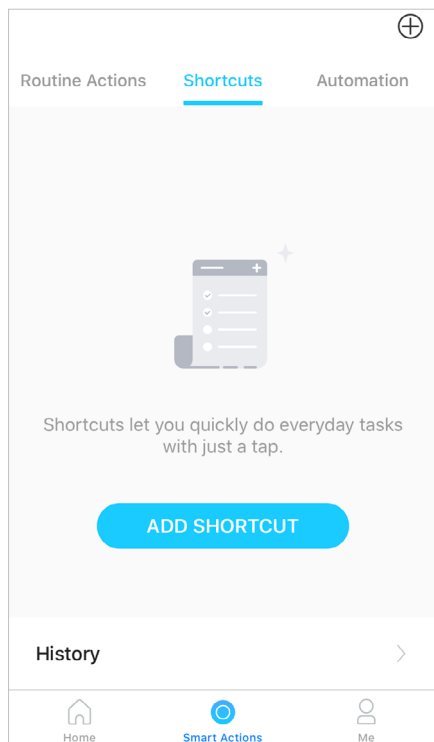 Routine Actions Shortcuts Automation
Shortcuts let you quickly do everyday tasks
with just a tap.
ADD SHORTCUT
History
Home Smart Actions Me